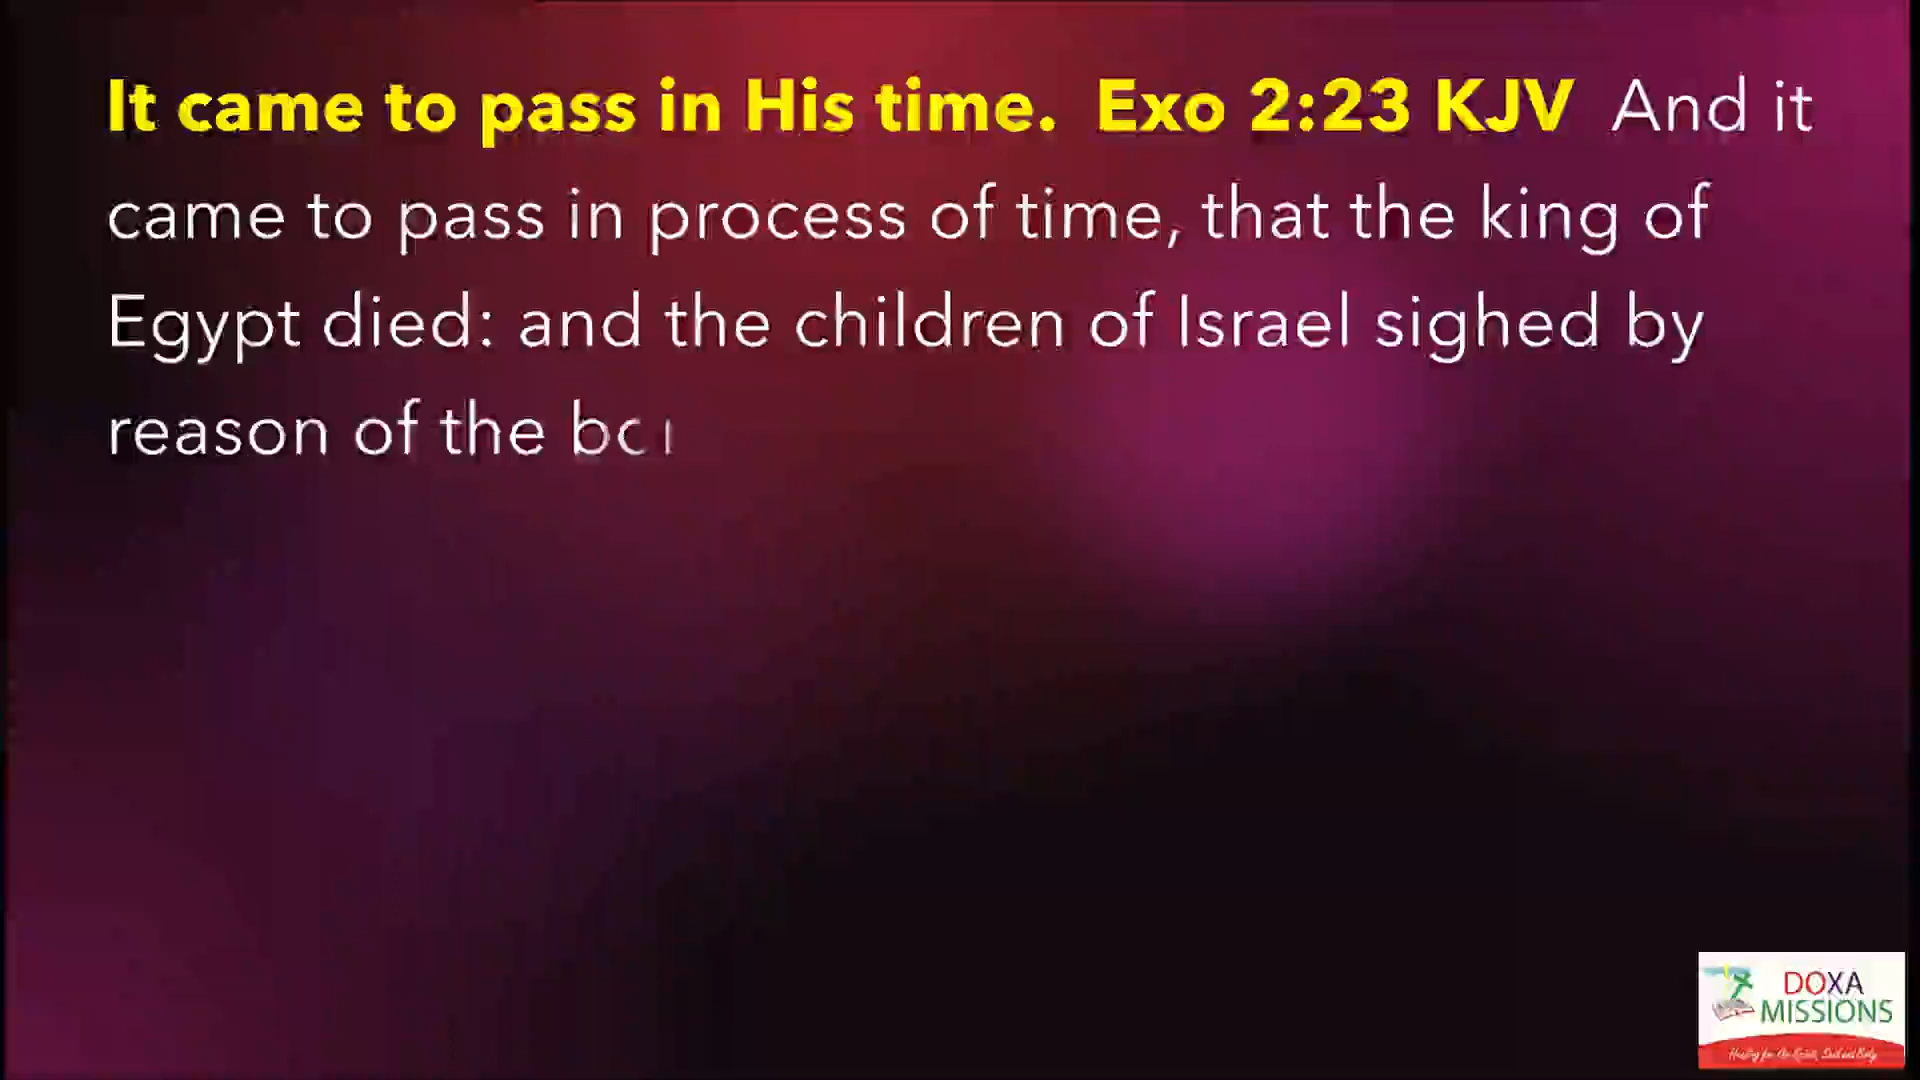 It came to pass in His time. Exo 2:23 KJV And it
came to pass in process of time, that the king of
Egypt died: and the children of Israel sighed by
reason of the
DOXA
MISSIONS